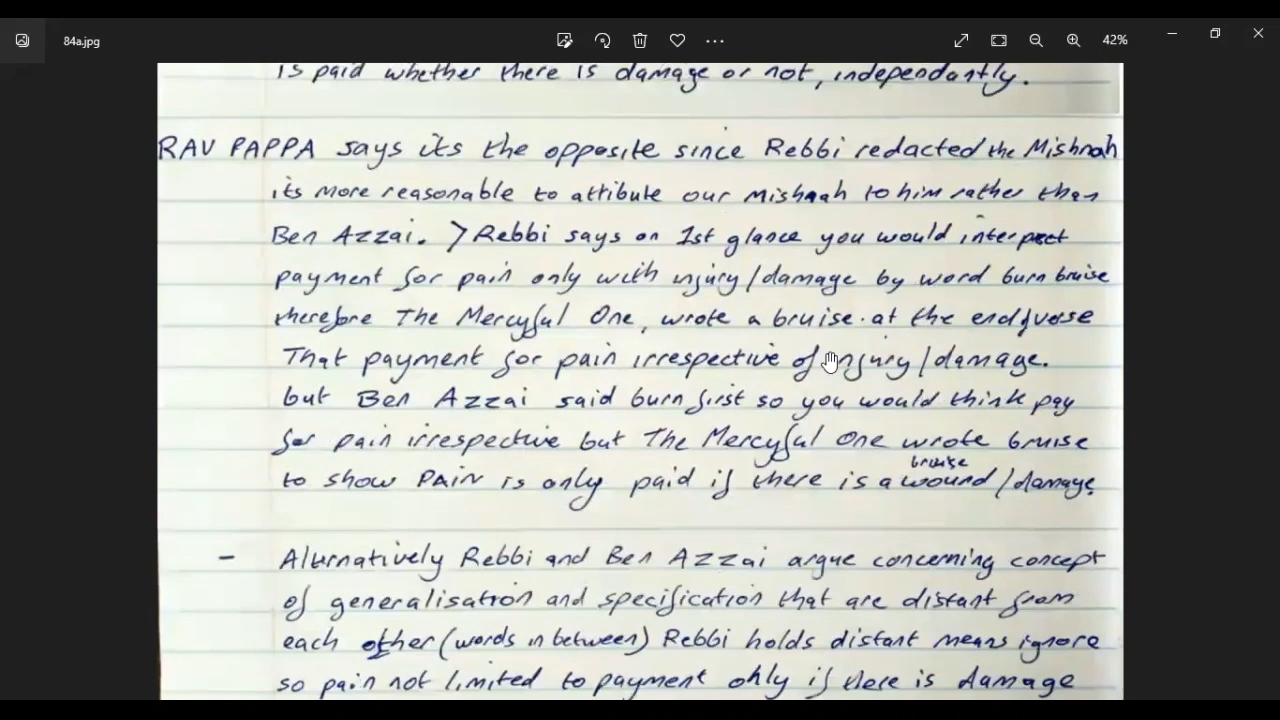 84a.jpg
42%
is paid whether there is damage or not, independantly.
RAV PAPPA says its the opposite since Rebbi redacted the Mishnah
its more reasonable to attibute our mishnah to him rather than
Ben Azzai. > Rebbi says on 1st glance you would interpret
payment for pain only with injury/damage by word burn bruise
therefore The Mercyful One, wrote a bruise at the end of verse
That payment for pain irrespective of injury/damage.
but Ben Azzai said burn first so you would think pay
for pain irrespective but The Mercyful One wrote bruise
bruise
to show PAIN is only paid if there is a wound/damage
- Alternatively Rebbi and Ben Azzai argue concerning concept
of generalisation and specification that are distant from
each other (words in between) Rebbi holds distant means ignore
so pain not limited to payment only if there is damage